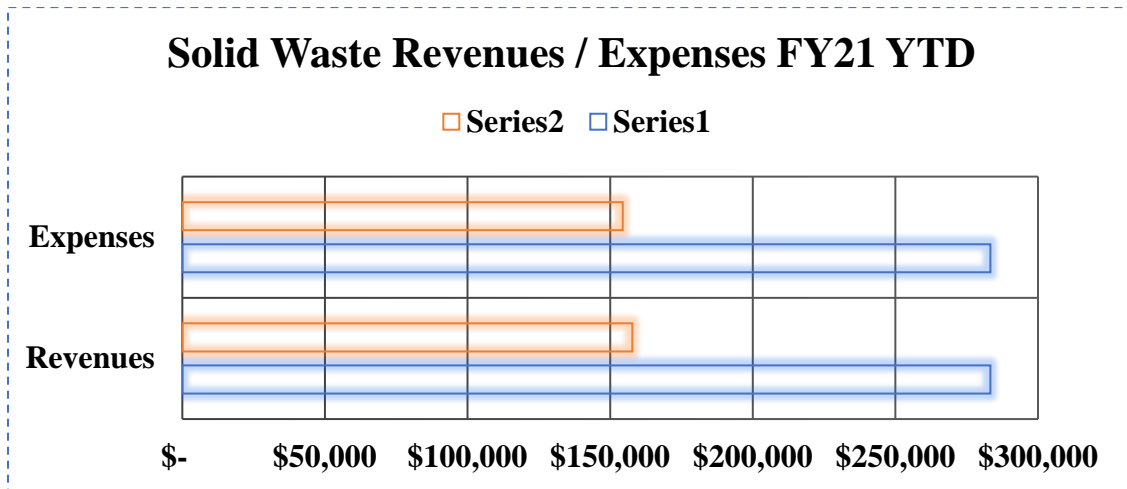 Solid Waste Revenues / Expenses FY21 YTD
Series2 Series1
Expenses
Revenues
$- $50,000 $100,000 $150,000 $200,000 $250,000 $300,000